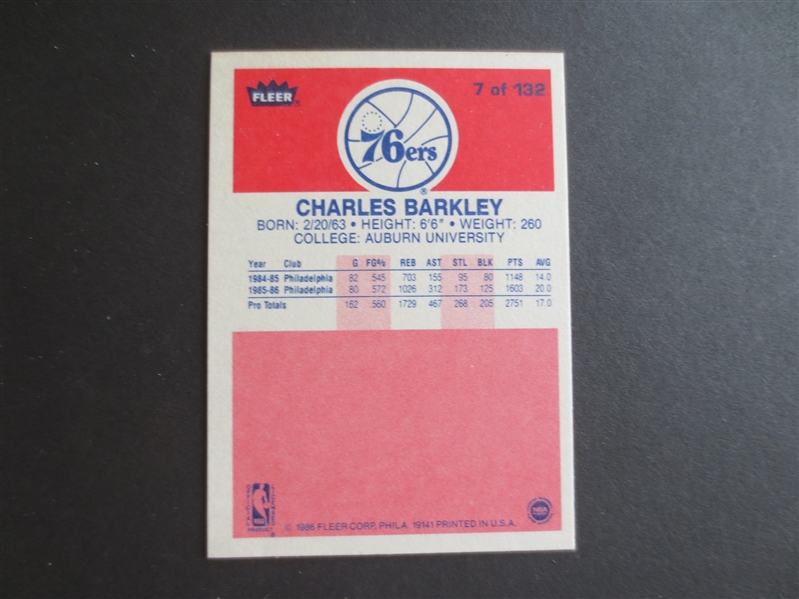 FLEER®
7 of 132
76ers
®
CHARLES BARKLEY
BORN: 2/20/63 • HEIGHT: 6'6" • WEIGHT: 260
COLLEGE: AUBURN UNIVERSITY
Year Club G FG% REB AST STL BLK PTS AVG
1984-85 Philadelphia 82 .545 703 155 95 80 1148 14.0
1985-86 Philadelphia 80 .572 1026 312 173 125 1603 20.0
Pro Totals 162 .560 1729 467 268 205 2751 17.0
PRODUCT
NBA
© 1986 FLEER CORP., PHILA. 19141 PRINTED IN U.S.A.